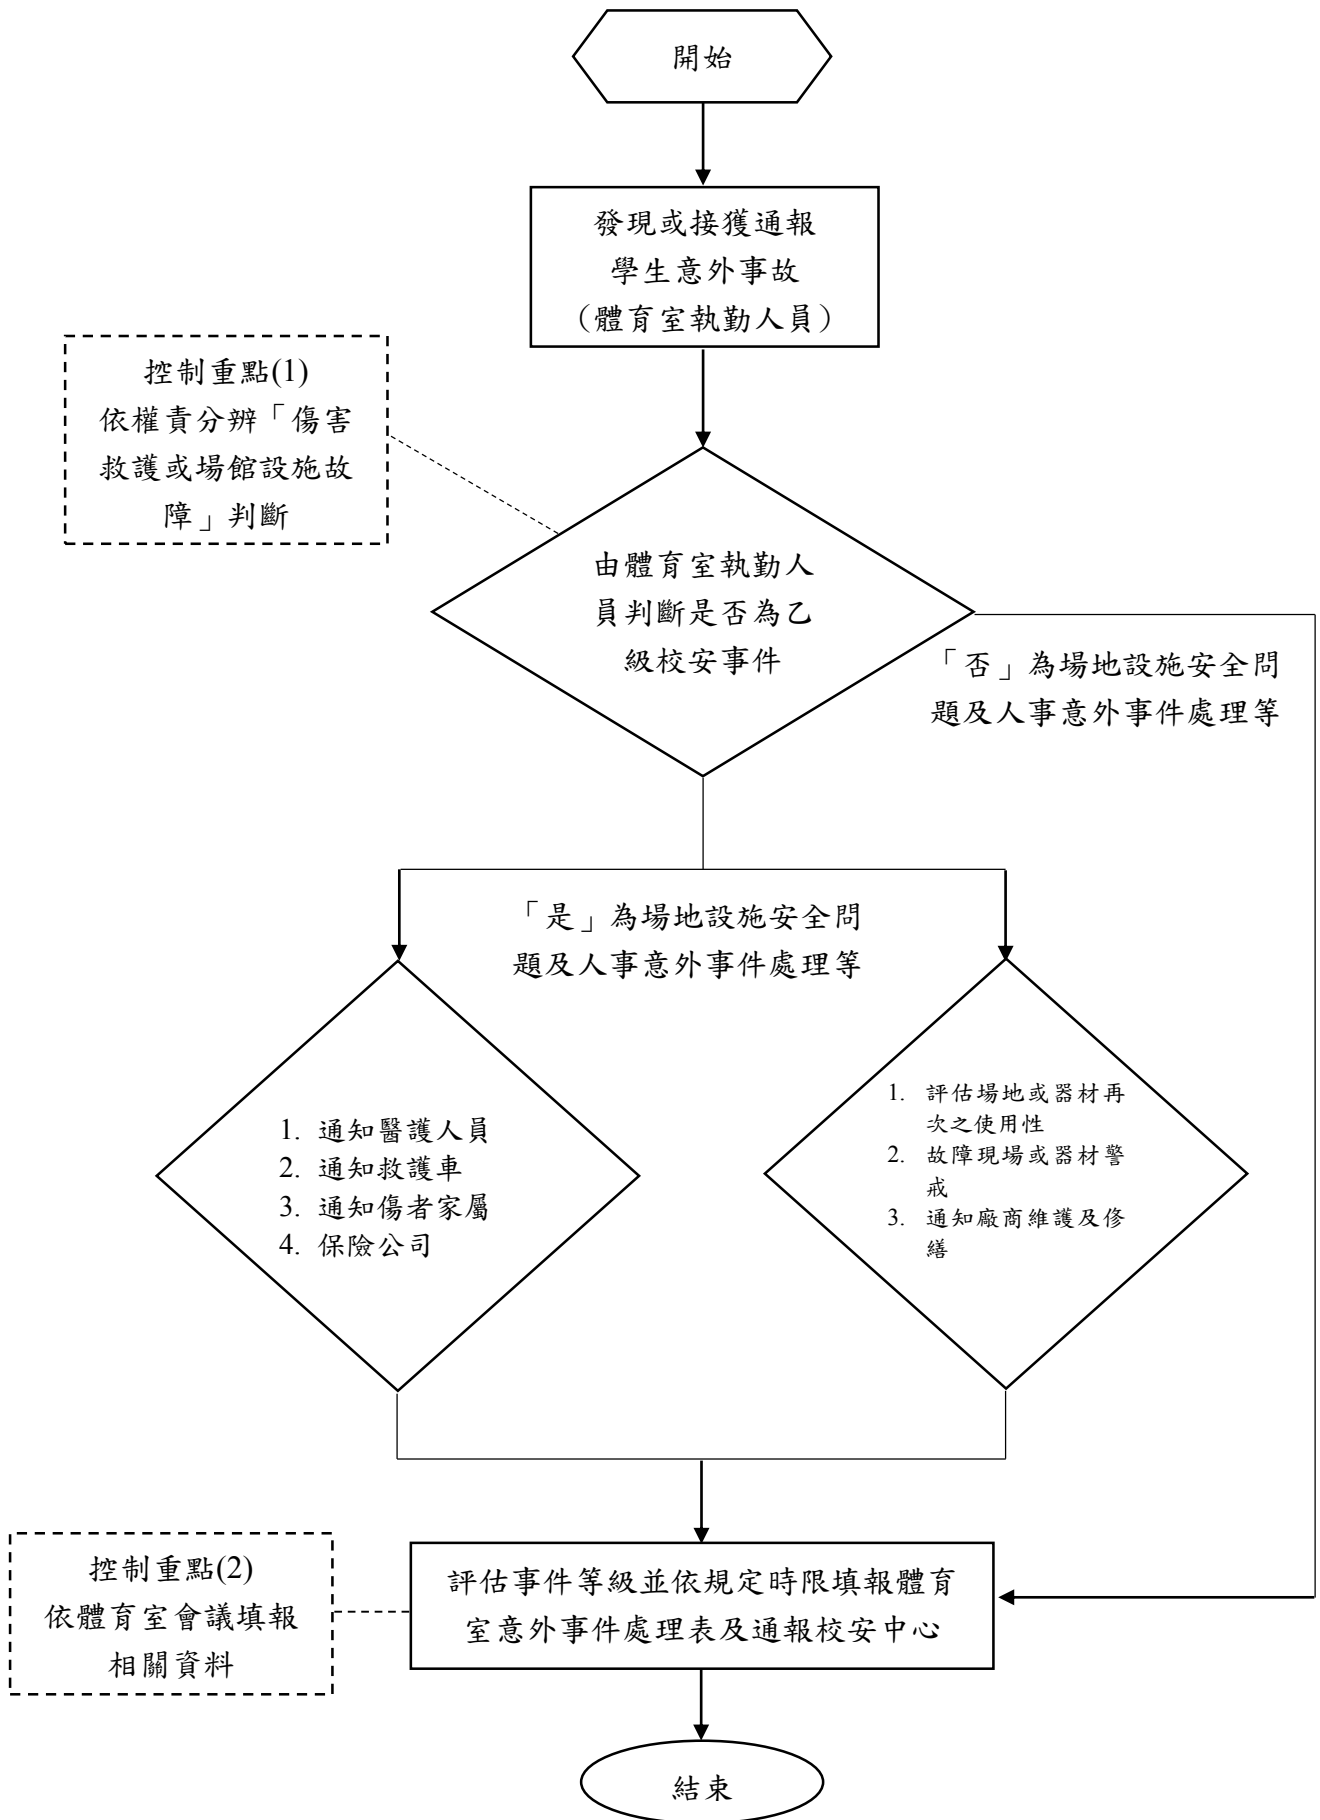 開始
發現或接獲通報
學生意外事故
（體育室執勤人員）
控制重點(1)
依權責分辨「傷害
救護或場館設施故
障」判斷
由體育室執勤人
員判斷是否為乙
級校安事件
「否」為場地設施安全問
題及人事意外事件處理等
「是」為場地設施安全問
題及人事意外事件處理等
1. 通知醫護人員
2. 通知救護車
3. 通知傷者家屬
4. 保險公司
1. 評估場地或器材再
次之使用性
2. 故障現場或器材警
戒
3. 通知廠商維護及修
繕
控制重點(2)
依體育室會議填報
相關資料
評估事件等級並依規定時限填報體育
室意外事件處理表及通報校安中心
結束